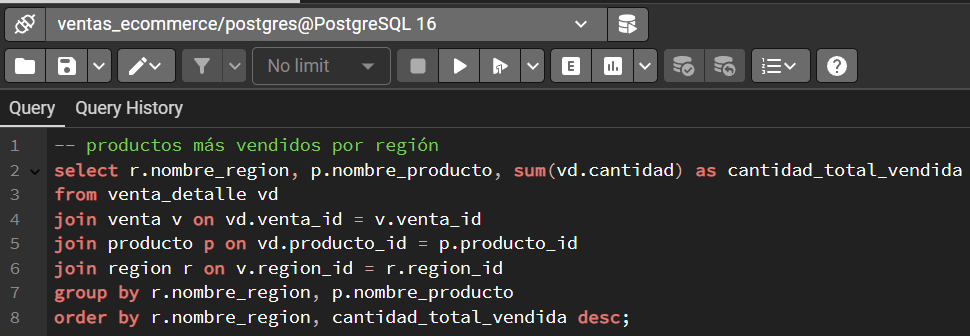 ventas_ecommerce/postgres@PostgreSQL 16
No limit
E
Query Query History
1 -- productos más vendidos por región
2 select r.nombre_region, p.nombre_producto, sum(vd.cantidad) as cantidad_total_vendida
3 from venta_detalle vd
4 join venta v on vd.venta_id = v.venta_id
5 join producto p on vd.producto_id = p.producto_id
6 join region r on v.region_id = r.region_id
7 group by r.nombre_region, p.nombre_producto
8 order by r.nombre_region, cantidad_total_vendida desc;